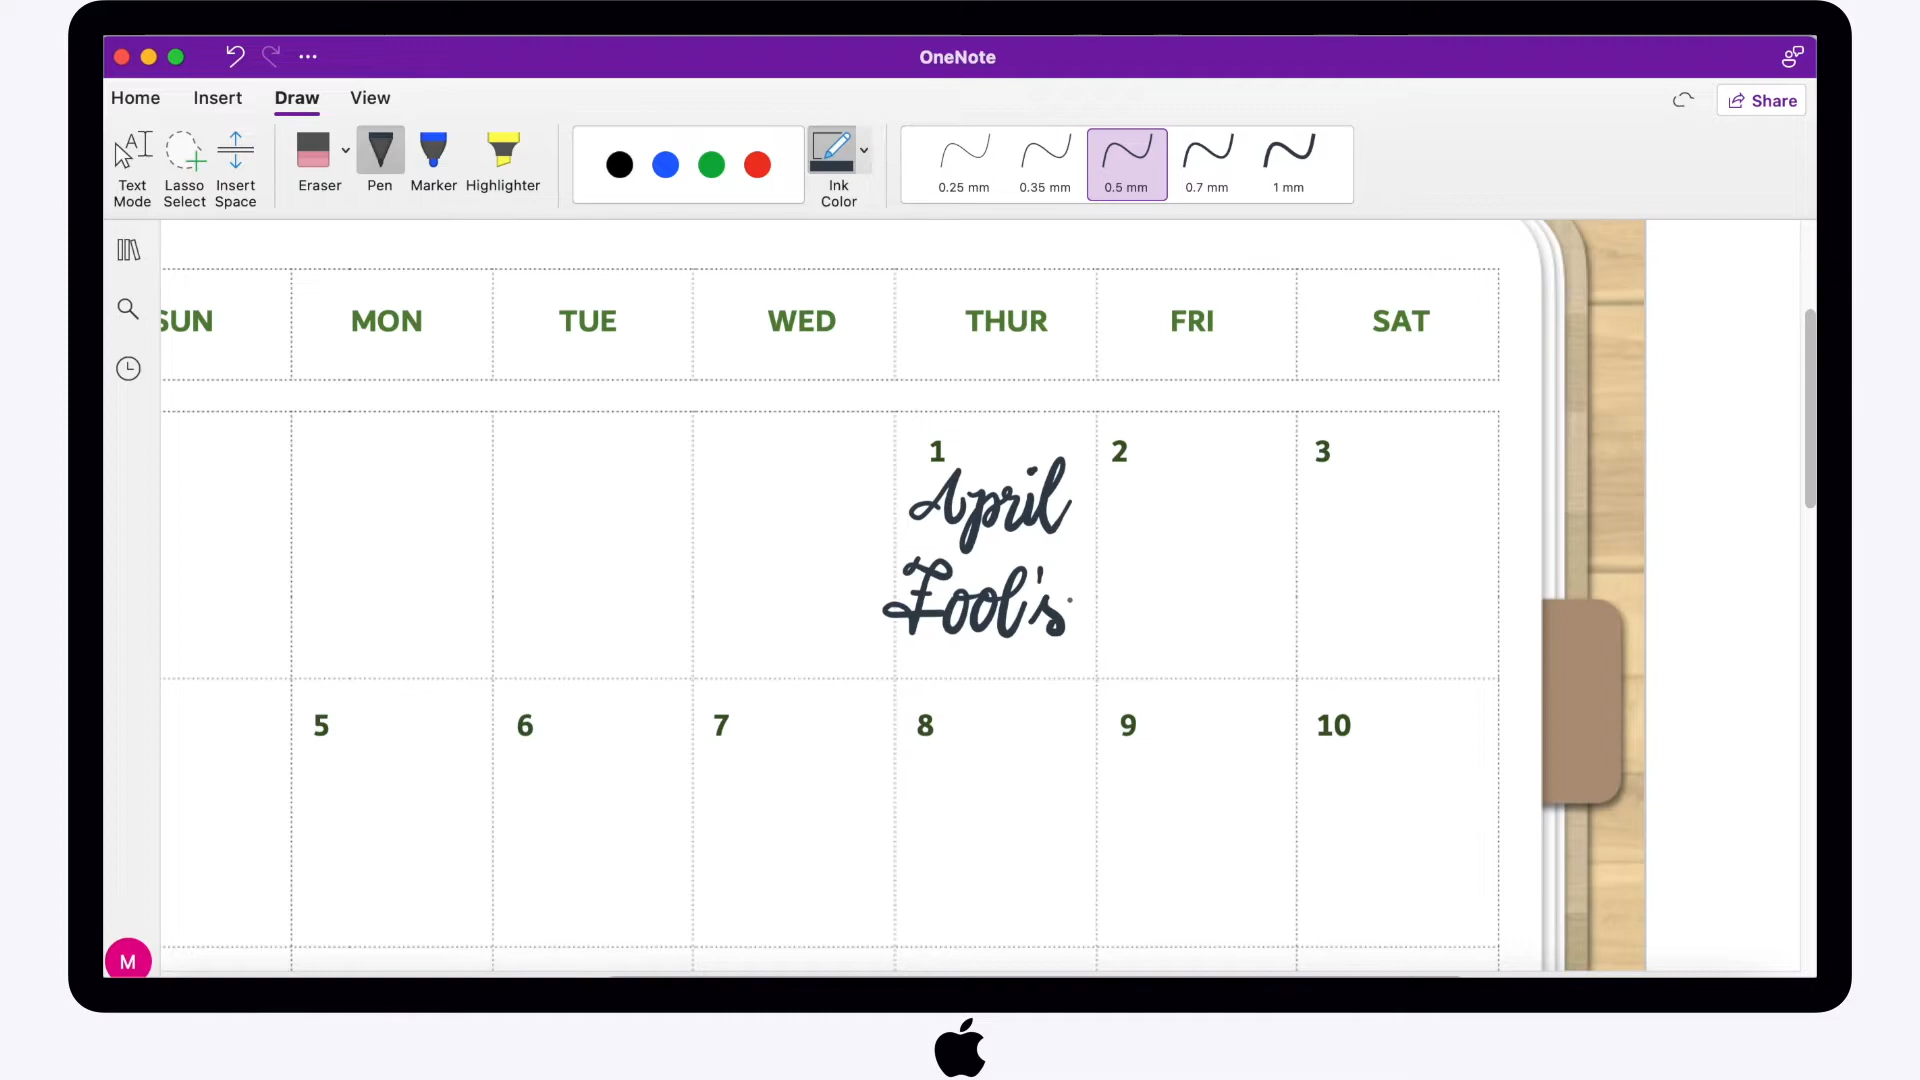 OneNote
Home Insert Draw View
Share
Text Mode
Lasso Select
Insert Space
Eraser
Pen
Marker
Highlighter
Ink Color
0.25 mm
0.35 mm
0.5 mm
0.7 mm
1 mm
SUN MON TUE WED THUR FRI SAT
1 2 3
April
Fool's
5 6 7 8 9 10
M